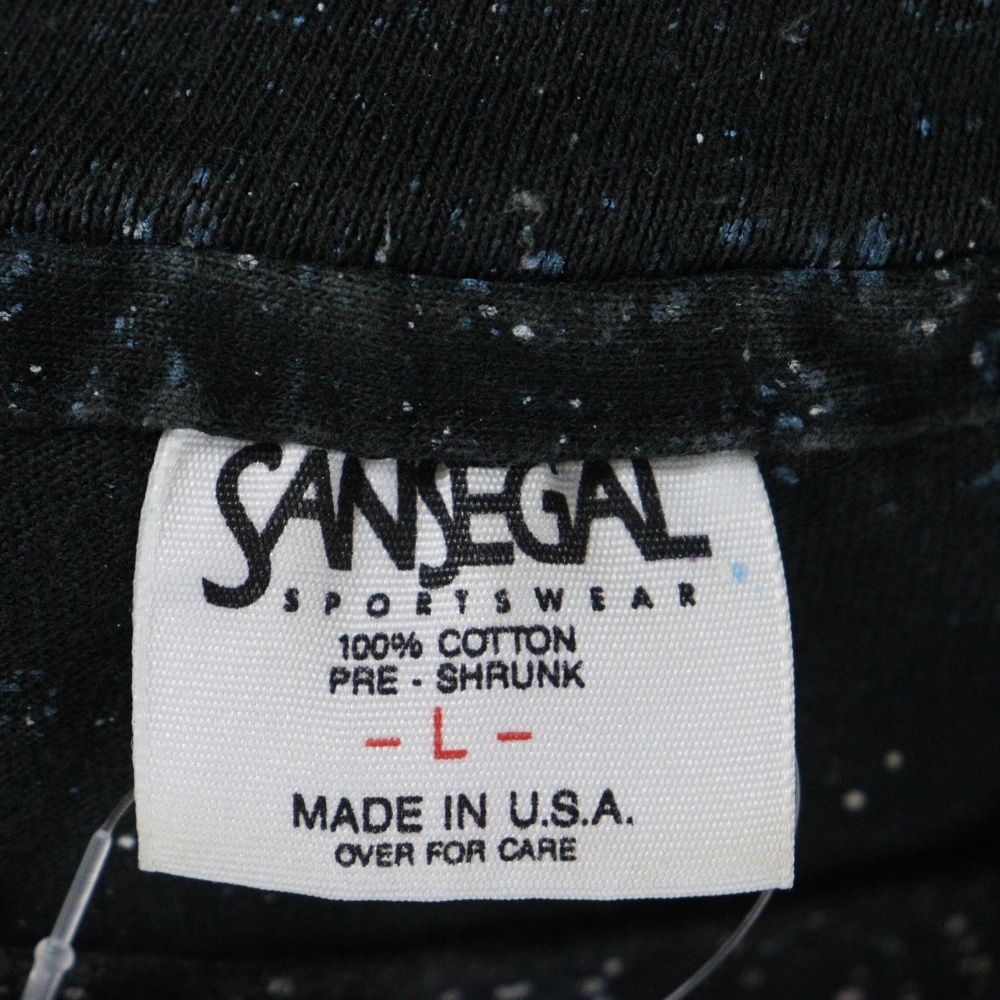 SANSEGAL
SPORTSWEAR
100% COTTON
PRE - SHRUNK
- L -
MADE IN U.S.A.
OVER FOR CARE